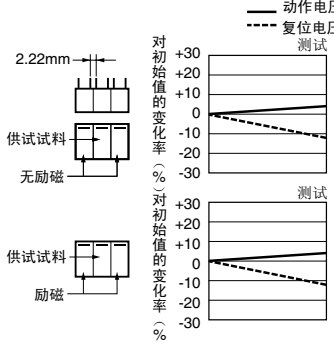 动作电压
复位电压
测试
2.22mm
供试试料
无励磁
对初始值的变化率（%）
+30
+20
+10
0
-10
-20
-30
测试
供试试料
励磁
对初始值的变化率（%
+30
+20
+10
0
-10
-20
-30